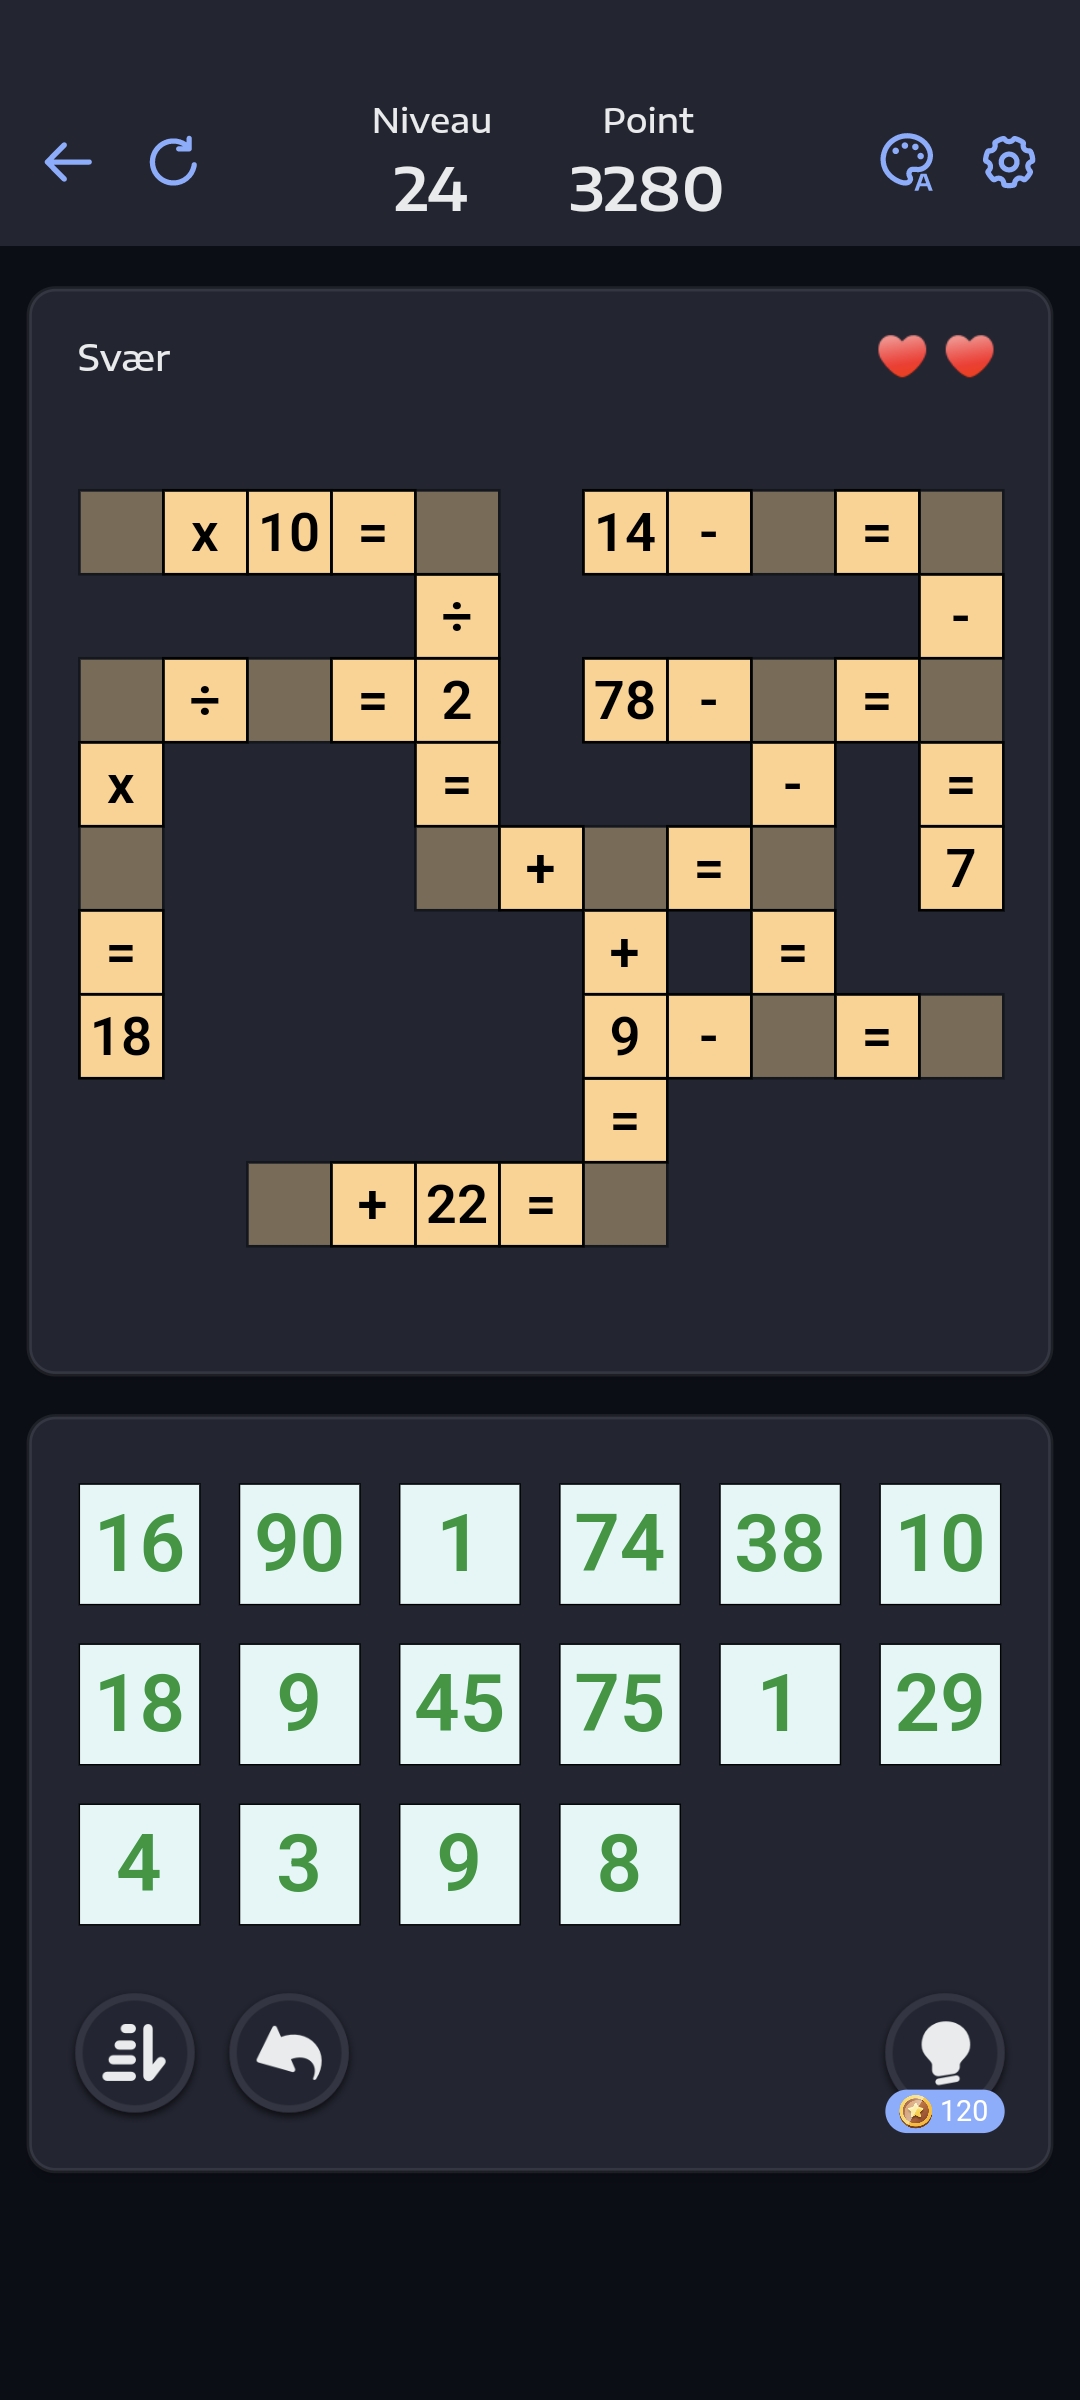 Niveau Point
24 3280
A
Svær
x 10 = 14 - =
÷ -
÷ = 2 78 - =
x = - =
+ = 7
= + =
18 9 - =
=
+ 22 =
16 90 1 74 38 10
18 9 45 75 1 29
4 3 9 8
120